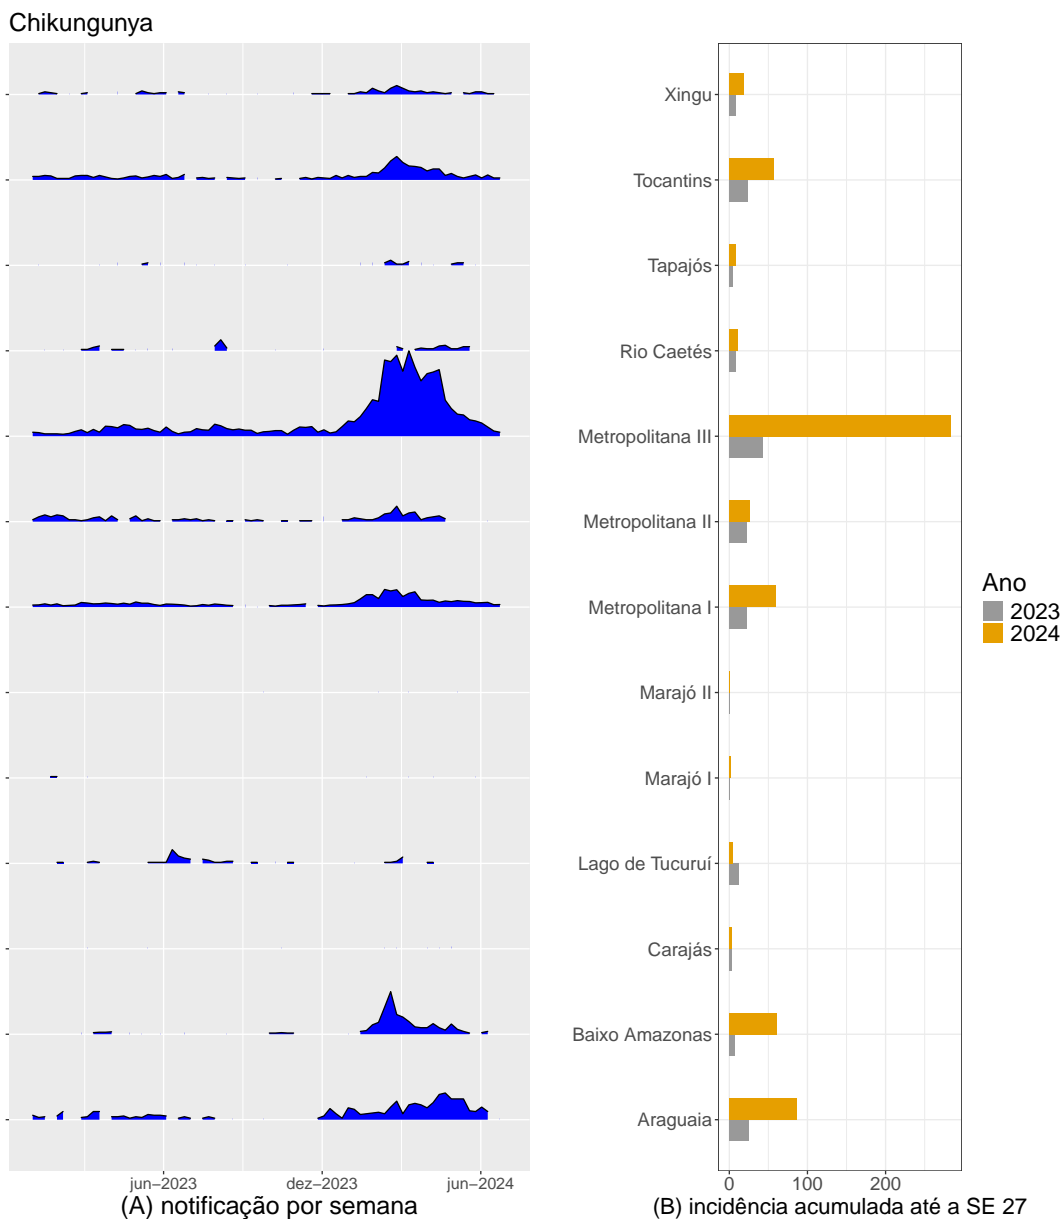 Chikungunya
Xingu
Tocantins
Tapajós
Rio Caetés
Metropolitana III
Metropolitana II
Metropolitana I
Marajó II
Marajó I
Lago de Tucuruí
Carajás
Baixo Amazonas
Araguaia
jun−2023 dez−2023 jun−2024
(A) notificação por semana
0 100 200
(B) incidência acumulada até a SE 27
Ano
2023
2024